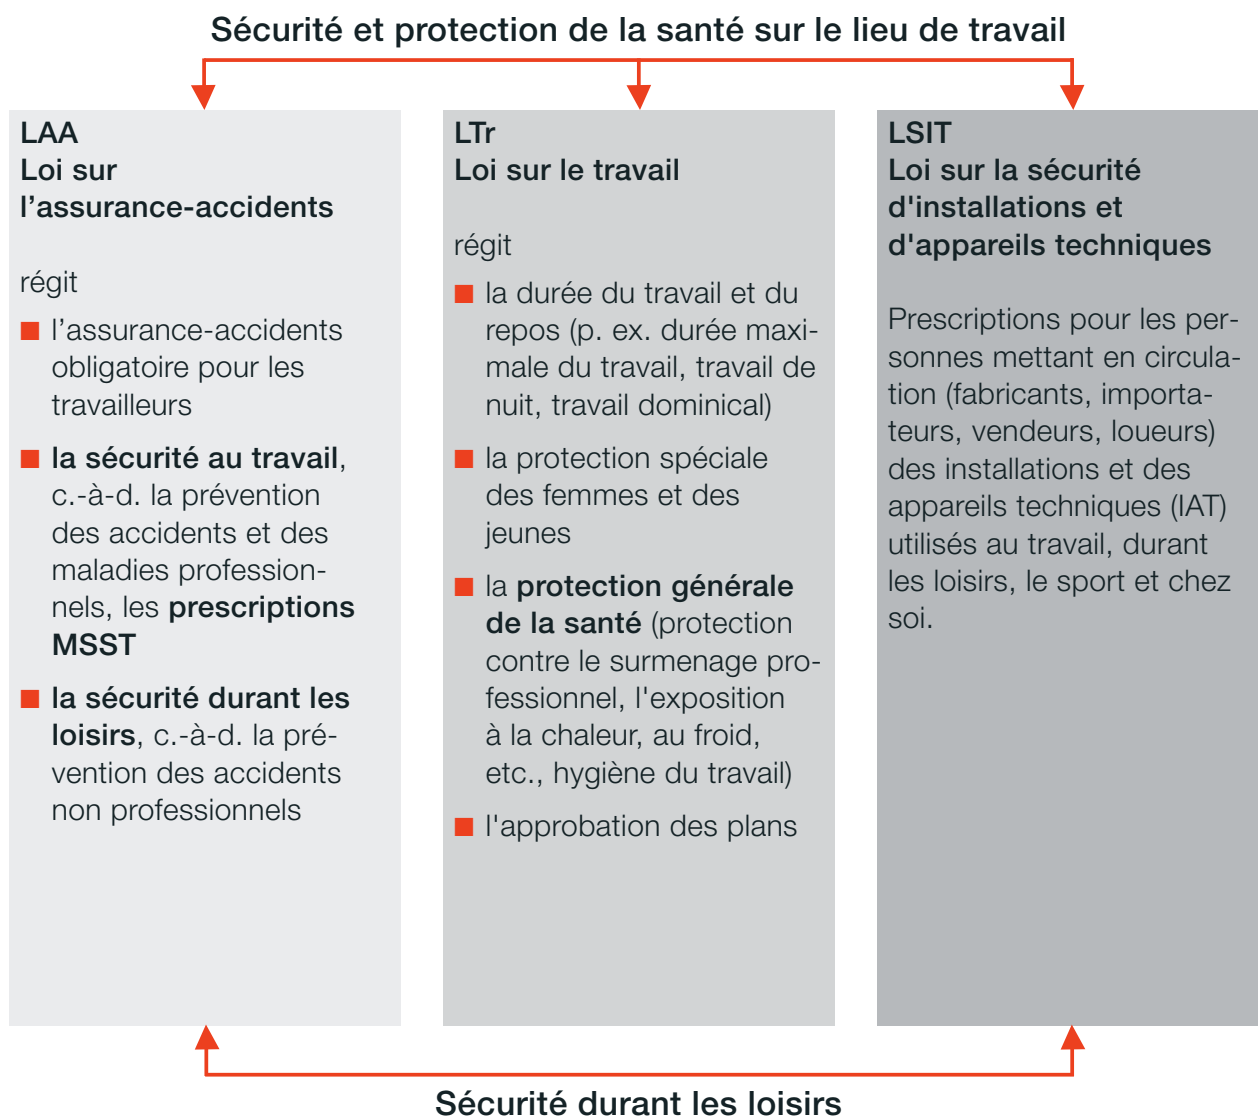 Sécurité et protection de la santé sur le lieu de travail
LAA
Loi sur
l’assurance-accidents
régit
■ l’assurance-accidents
obligatoire pour les
travailleurs
■ la sécurité au travail,
c.-à-d. la prévention
des accidents et des
maladies profession-
nels, les prescriptions
MSST
■ la sécurité durant les
loisirs, c.-à-d. la pré-
vention des accidents
non professionnels
LTr
Loi sur le travail
régit
■ la durée du travail et du
repos (p. ex. durée maxi-
male du travail, travail de
nuit, travail dominical)
■ la protection spéciale
des femmes et des
jeunes
■ la protection générale
de la santé (protection
contre le surmenage pro-
fessionnel, l'exposition
à la chaleur, au froid,
etc., hygiène du travail)
■ l'approbation des plans
LSIT
Loi sur la sécurité
d'installations et
d'appareils techniques
Prescriptions pour les per-
sonnes mettant en circula-
tion (fabricants, importa-
teurs, vendeurs, loueurs)
des installations et des
appareils techniques (IAT)
utilisés au travail, durant
les loisirs, le sport et chez
soi.
Sécurité durant les loisirs